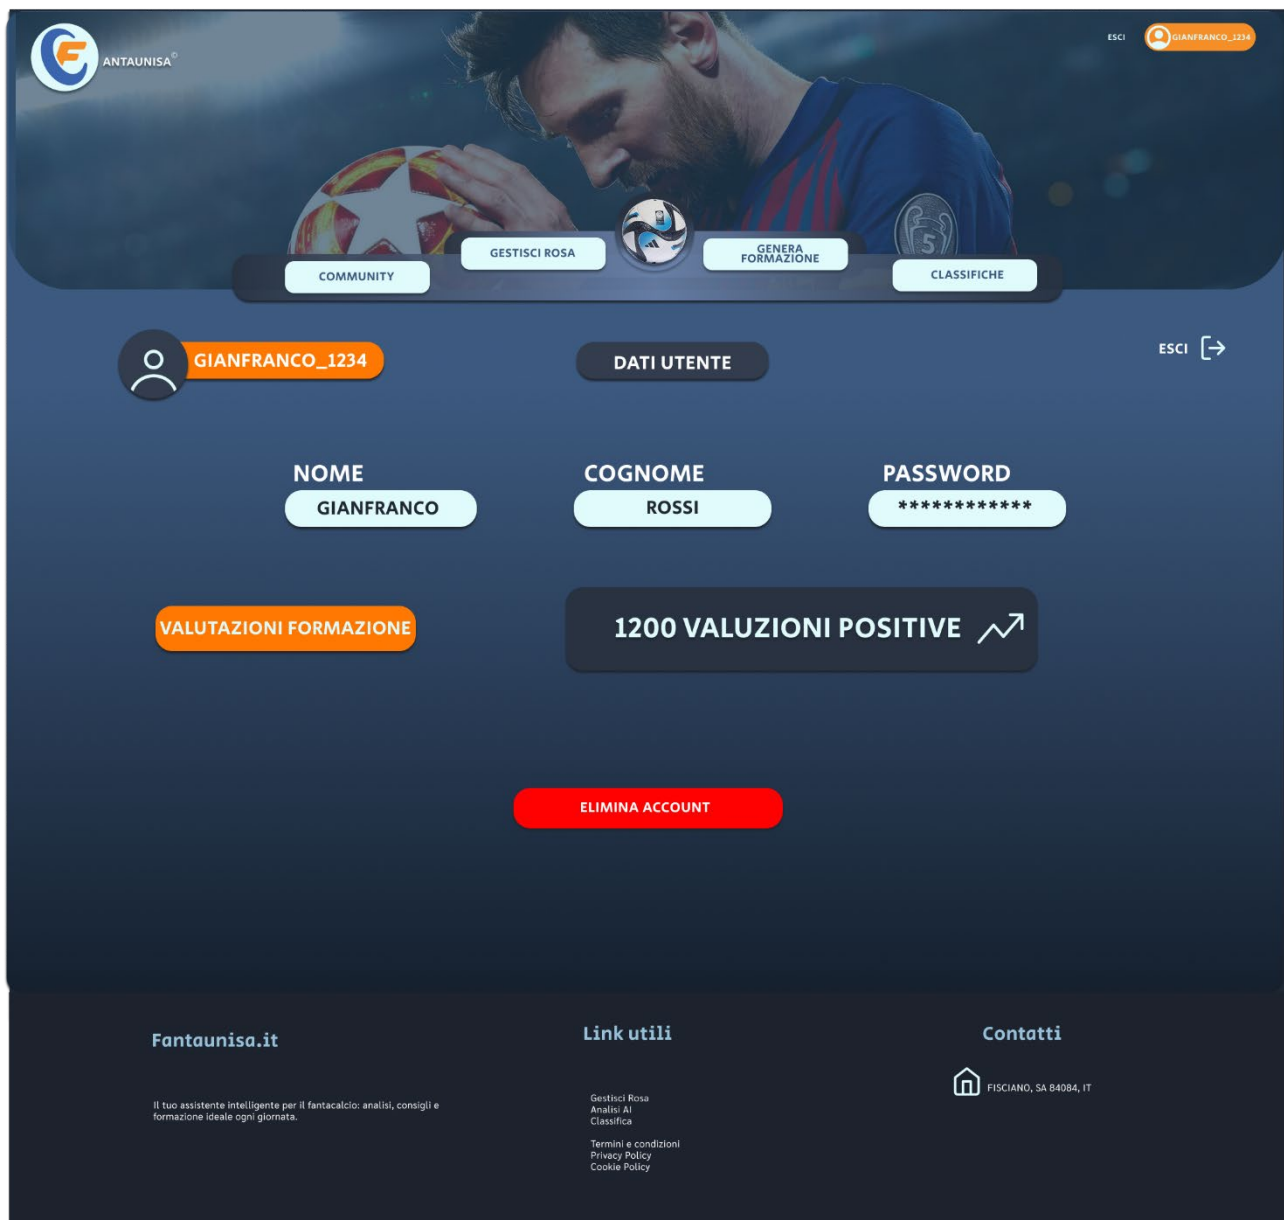 ANTAUNISA©
ESCI
GIANFRANCO_1234
COMMUNITY
GESTISCI ROSA
GENERA
FORMAZIONE
CLASSIFICHE
5
GIANFRANCO_1234
DATI UTENTE
ESCI
NOME
COGNOME
PASSWORD
GIANFRANCO
ROSSI
************
VALUTAZIONI FORMAZIONE
1200 VALUZIONI POSITIVE
ELIMINA ACCOUNT
Fantaunisa.it
Il tuo assistente intelligente per il fantacalcio: analisi, consigli e
formazione ideale ogni giornata.
Link utili
Gestisci Rosa
Analisi AI
Classifica
Termini e condizioni
Privacy Policy
Cookie Policy
Contatti
FISCIANO, SA 84084, IT